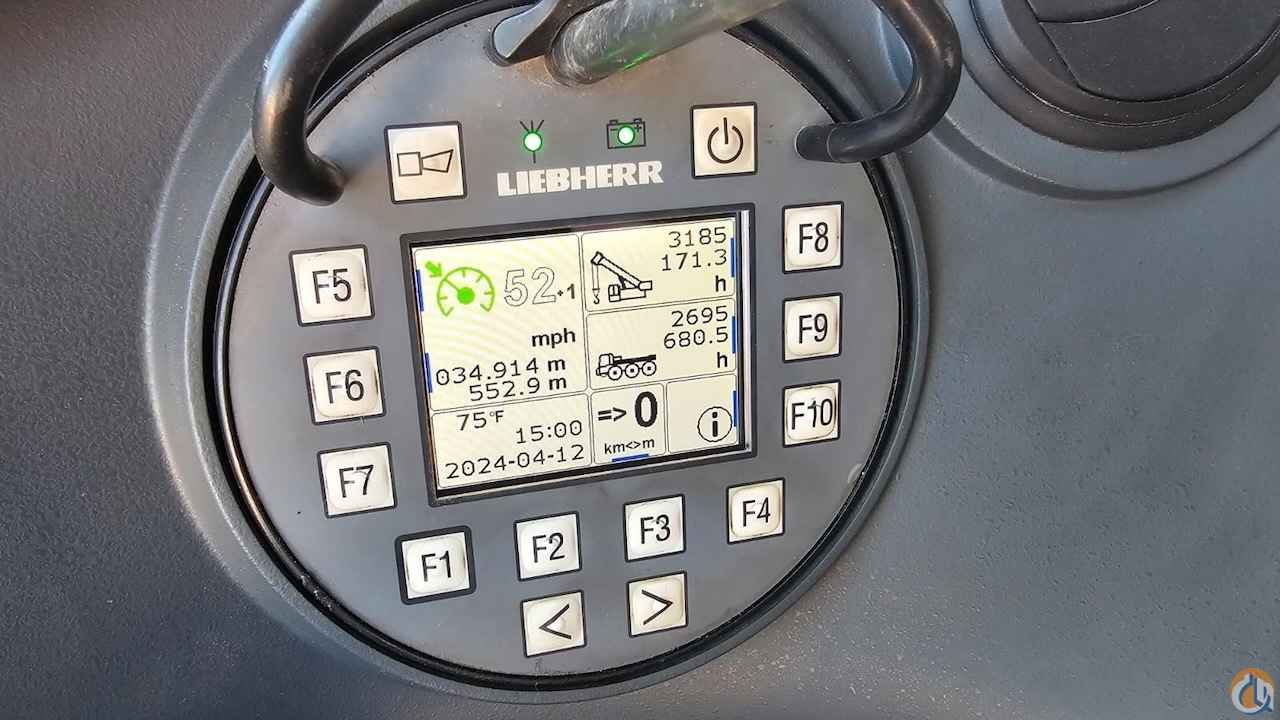 LIEBHERR
F5
F6
F7
52+1
mph
034.914 m
552.9 m
75°F
15:00
2024-04-12
3185
171.3
h
2695
680.5
h
=> 0
km<>m
i
F8
F9
F10
F1
F2
F3
F4
<
>